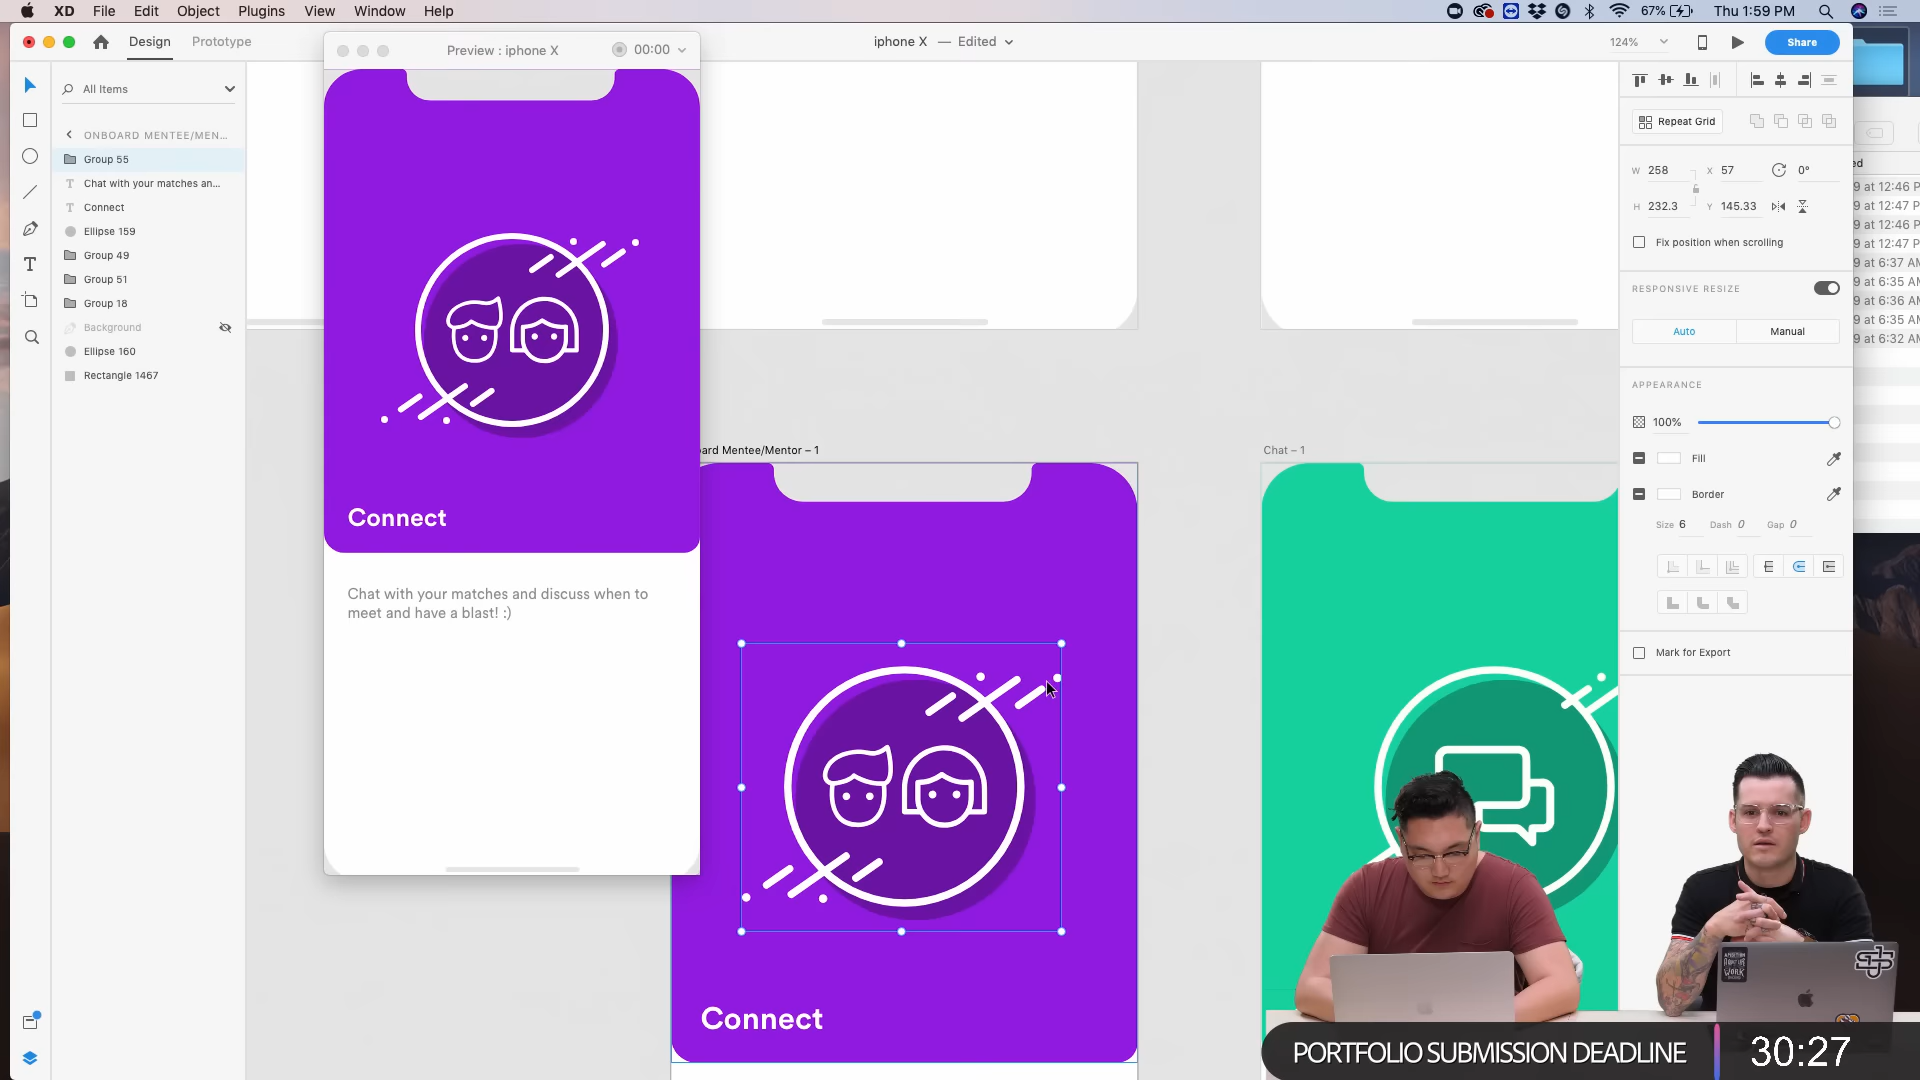 XD File Edit Object Plugins View Window Help
67% Thu 1:59 PM
Design Prototype
Preview : iphone X 00:00
iphone X — Edited
124%
Share
All Items
ONBOARD MENTEE/MEN...
Group 55
Chat with your matches an...
Connect
Ellipse 159
Group 49
Group 51
Group 18
Background
Ellipse 160
Rectangle 1467
Connect
Chat with your matches and discuss when to
meet and have a blast! :)
ard Mentee/Mentor – 1
Connect
Chat – 1
Repeat Grid
W 258 X 57 0°
H 232.3 Y 145.33
Fix position when scrolling
RESPONSIVE RESIZE
Auto Manual
APPEARANCE
100%
Fill
Border
Size 6 Dash 0 Gap 0
Mark for Export
ed
9 at 12:46 P
9 at 12:47 P
9 at 12:46 P
9 at 12:47 P
9 at 6:37 AM
9 at 6:35 AM
9 at 6:36 AM
9 at 6:35 AM
9 at 6:32 AM
PORTFOLIO SUBMISSION DEADLINE 30:27